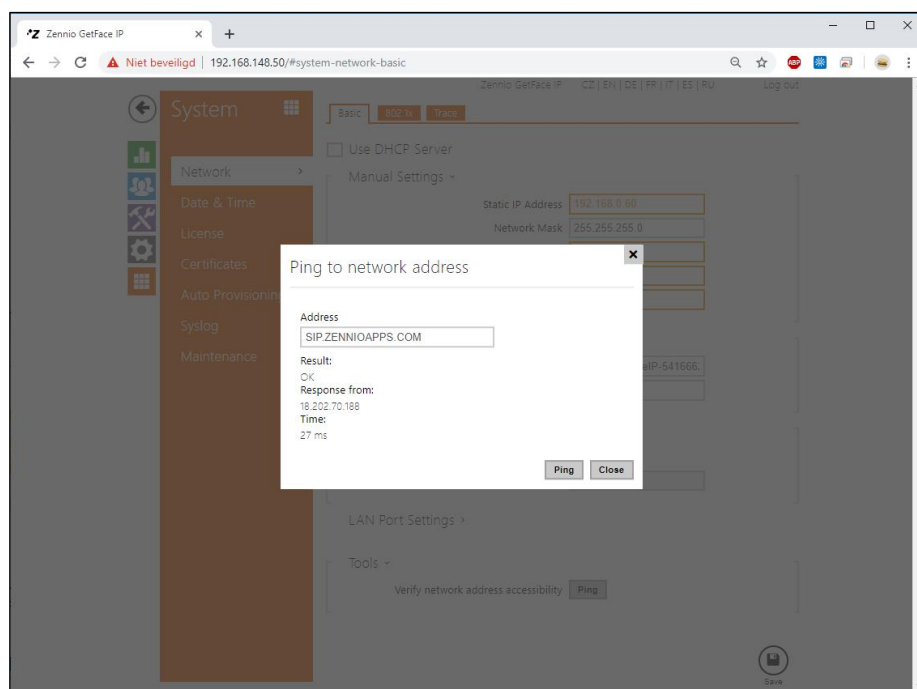 Zennio GetFace IP
Niet beveiligd | 192.168.148.50/#system-network-basic
ABP
Zennio GetFace IP CZ | EN | DE | FR | IT | ES | RU Log out
System
Basic 802.1x Trace
Use DHCP Server
Network
Manual Settings
Date & Time
Static IP Address 192.168.0.60
License
Network Mask 255.255.255.0
Certificates
Auto Provisioning
Syslog
Maintenance
Ping to network address
Address
SIP.ZENNIOAPPS.COM
Result:
OK
Response from:
18.202.70.188
Time:
27 ms
Ping Close
eIP-541666.
LAN Port Settings
Tools
Verify network address accessibility Ping
Save